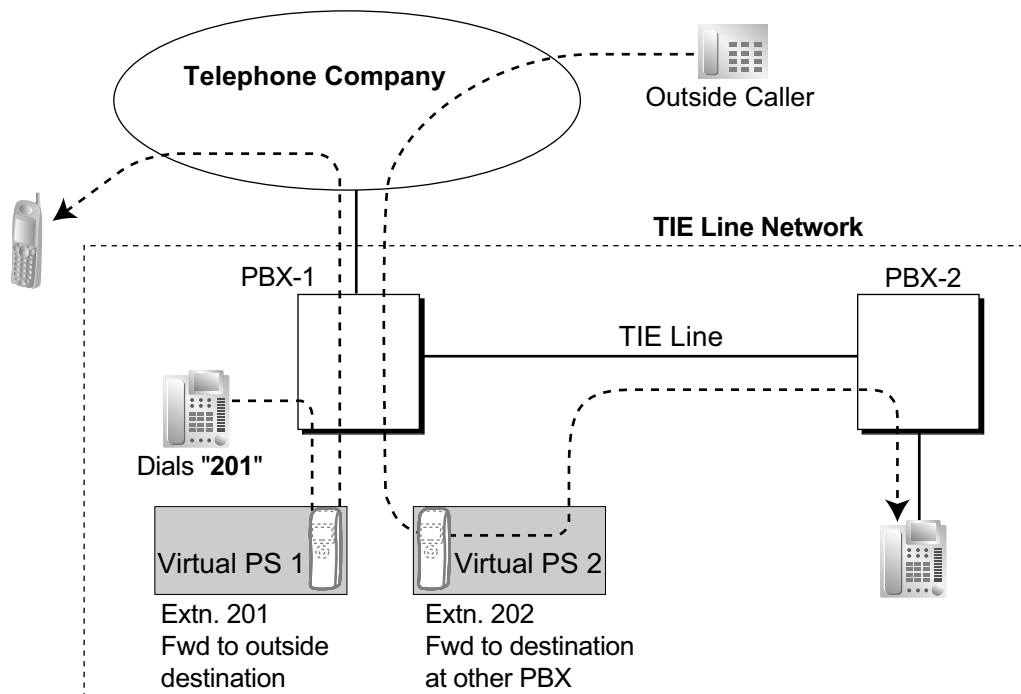 Telephone Company
Outside Caller
TIE Line Network
PBX-1
PBX-2
TIE Line
Dials "201"
Virtual PS 1
Virtual PS 2
Extn. 201
Fwd to outside
destination
Extn. 202
Fwd to destination
at other PBX